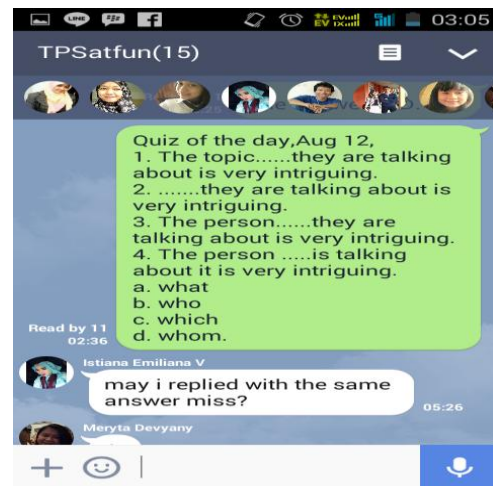 LINE
EV
03:05
TPSatfun(15)
Quiz of the day,Aug 12,
1. The topic......they are talking
about is very intriguing.
2. .......they are talking about is
very intriguing.
3. The person......they are
talking about is very intriguing.
4. The person .....is talking
about it is very intriguing.
a. what
b. who
c. which
d. whom.
Read by 11
02:36
Istiana Emiliana V
may i replied with the same
answer miss?
05:26
Meryta Devyany